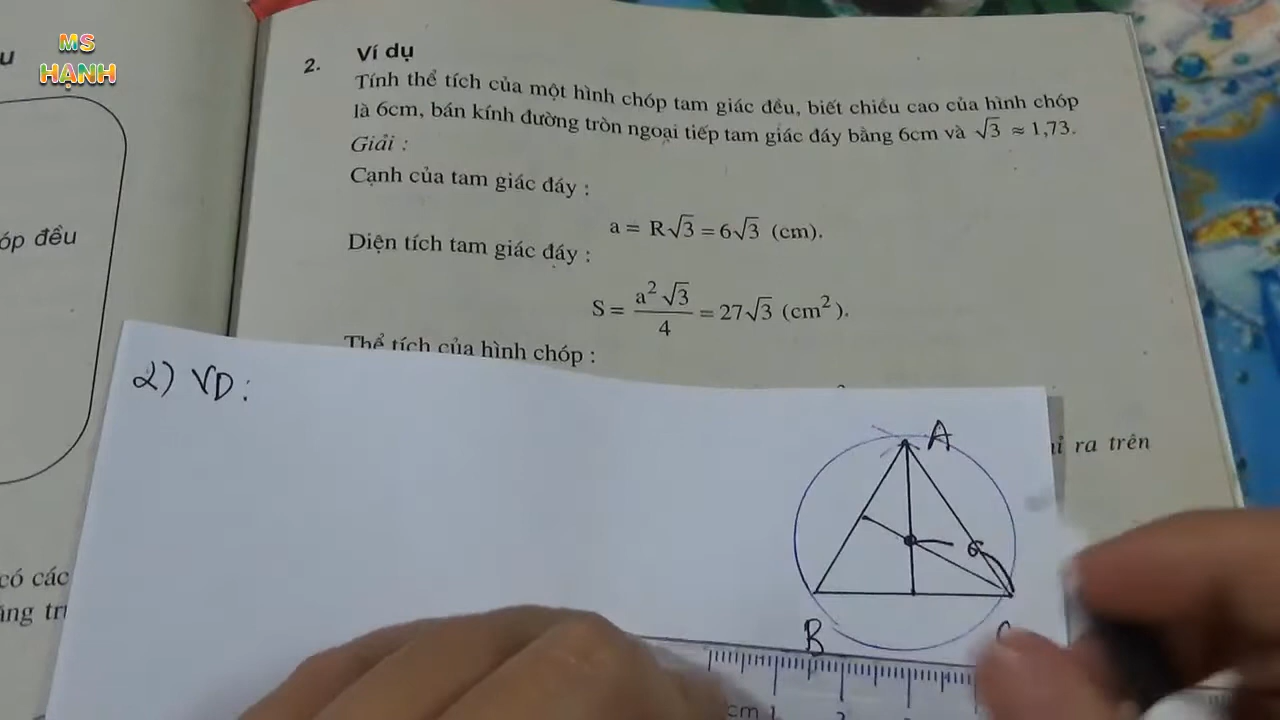 MS
HẠNH
u
óp đều
có các
2. Ví dụ
Tính thể tích của một hình chóp tam giác đều, biết chiều cao của hình chóp
là 6cm, bán kính đường tròn ngoại tiếp tam giác đáy bằng 6cm và √3 ≈ 1,73.
Giải :
Cạnh của tam giác đáy :
a = R√3 = 6√3 (cm).
Diện tích tam giác đáy :
S = a²√3/4 = 27√3 (cm²).
Thể tích của hình chóp :
ra trên
2) VD:
A
6
B
cm 1